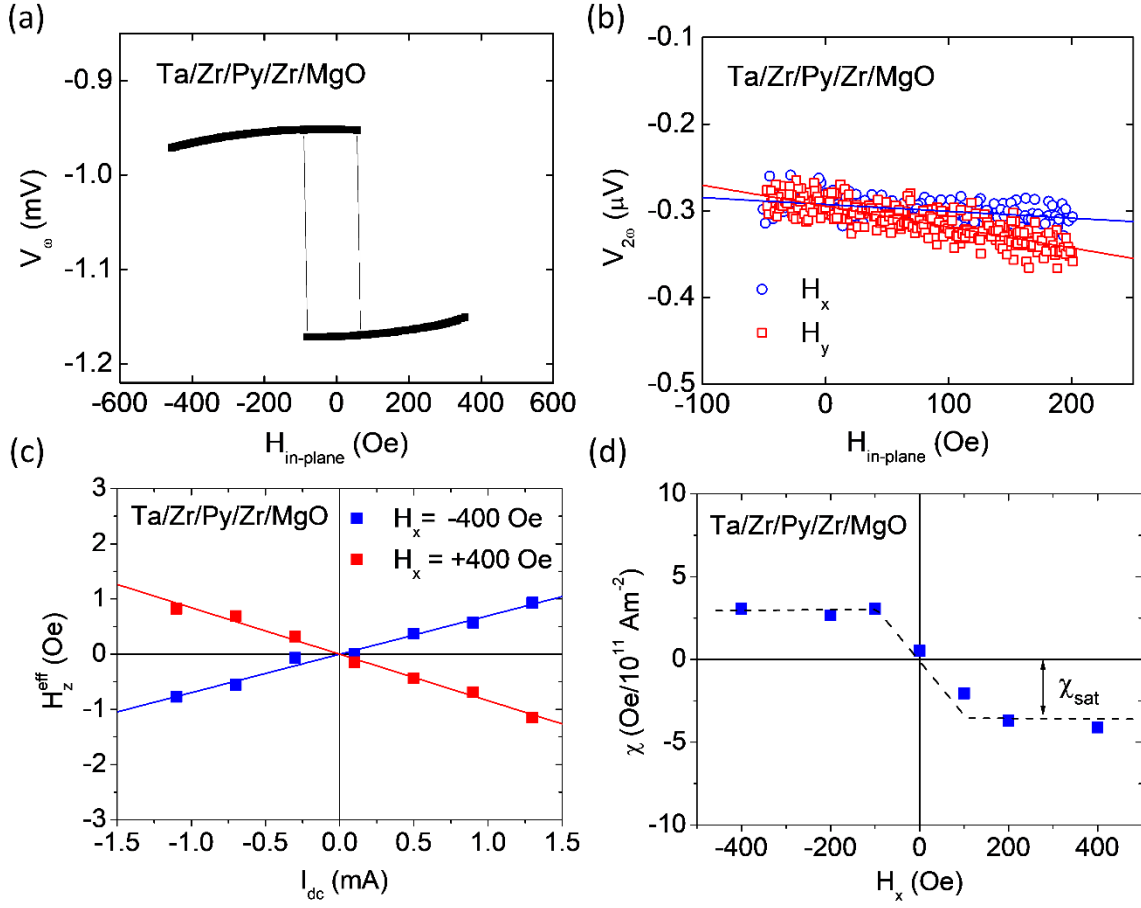 (a)
Ta/Zr/Py/Zr/MgO
-600 -400 -200 0 200 400 600
-0.9
-1.0
-1.1
-1.2
Vω (mV)
Hin-plane (Oe)
(b)
Ta/Zr/Py/Zr/MgO
-0.1
-0.2
-0.3
-0.4
-0.5
V2ω (μV)
Hx
Hy
-100 0 100 200
Hin-plane (Oe)
(c)
Ta/Zr/Py/Zr/MgO
Hx = -400 Oe
Hx = +400 Oe
3
2
1
0
-1
-2
-3
Hzeff (Oe)
-1.5 -1.0 -0.5 0.0 0.5 1.0 1.5
Idc (mA)
(d)
Ta/Zr/Py/Zr/MgO
10
5
0
-5
-10
χ (Oe/10¹¹ Am⁻²)
χsat
-400 -200 0 200 400
Hx (Oe)